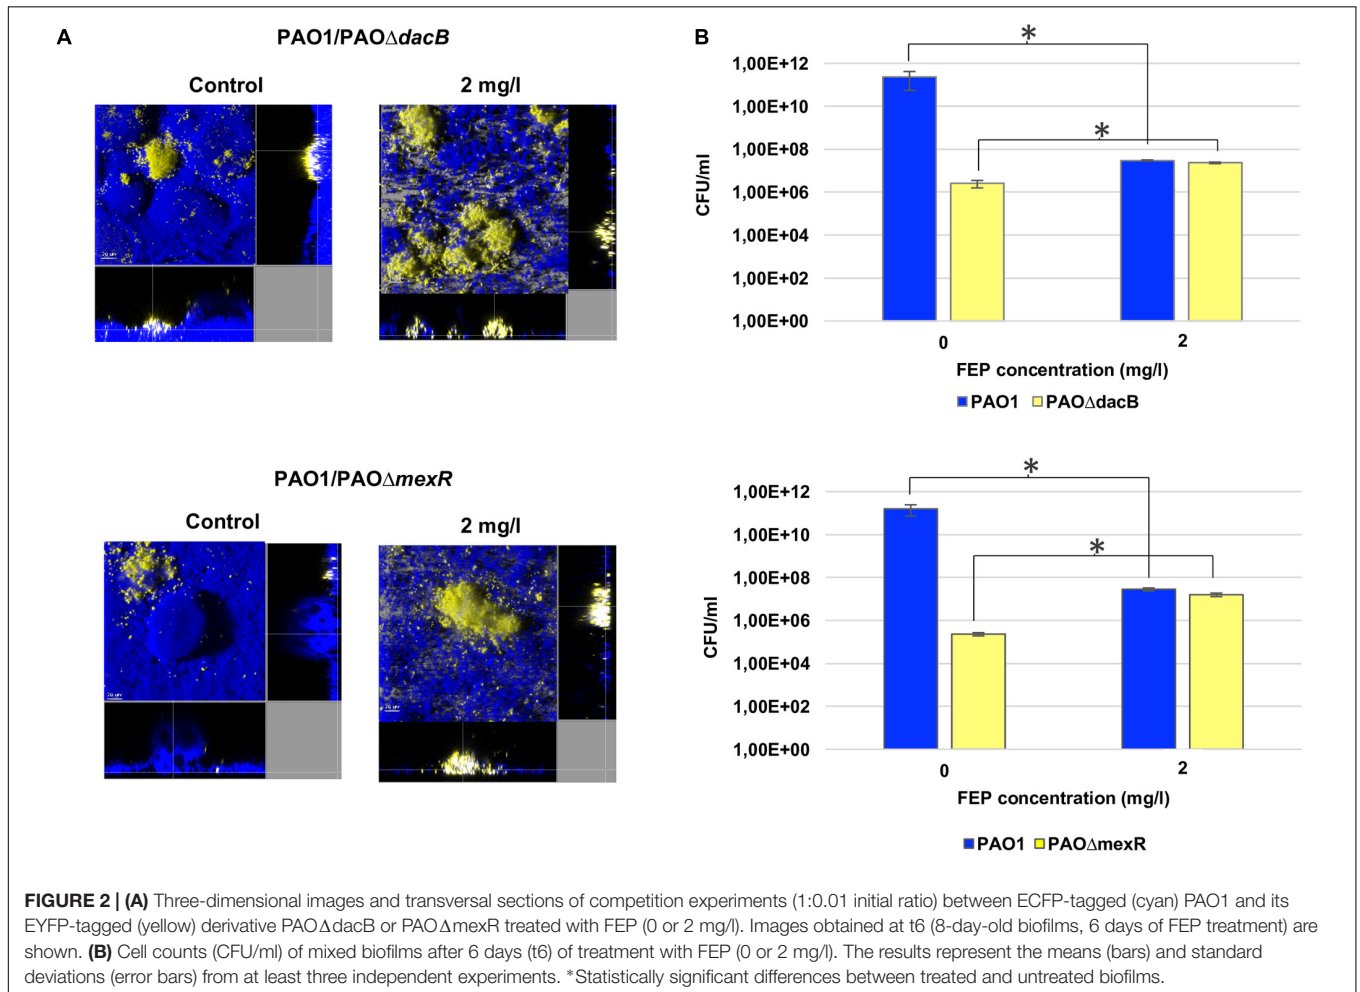 A
PAO1/PAOΔdacB
Control
2 mg/l
20 µm
PAO1/PAOΔmexR
Control
2 mg/l
20 µm
20 µm
B
*
*
1,00E+12
1,00E+10
1,00E+08
1,00E+06
1,00E+04
1,00E+02
1,00E+00
CFU/ml
0
2
FEP concentration (mg/l)
PAO1
PAOΔdacB
*
*
1,00E+12
1,00E+10
1,00E+08
1,00E+06
1,00E+04
1,00E+02
1,00E+00
CFU/ml
0
2
FEP concentration (mg/l)
PAO1
PAOΔmexR
FIGURE 2 | (A) Three-dimensional images and transversal sections of competition experiments (1:0.01 initial ratio) between ECFP-tagged (cyan) PAO1 and its
EYFP-tagged (yellow) derivative PAOΔdacB or PAOΔmexR treated with FEP (0 or 2 mg/l). Images obtained at t6 (8-day-old biofilms, 6 days of FEP treatment) are
shown. (B) Cell counts (CFU/ml) of mixed biofilms after 6 days (t6) of treatment with FEP (0 or 2 mg/l). The results represent the means (bars) and standard
deviations (error bars) from at least three independent experiments. *Statistically significant differences between treated and untreated biofilms.